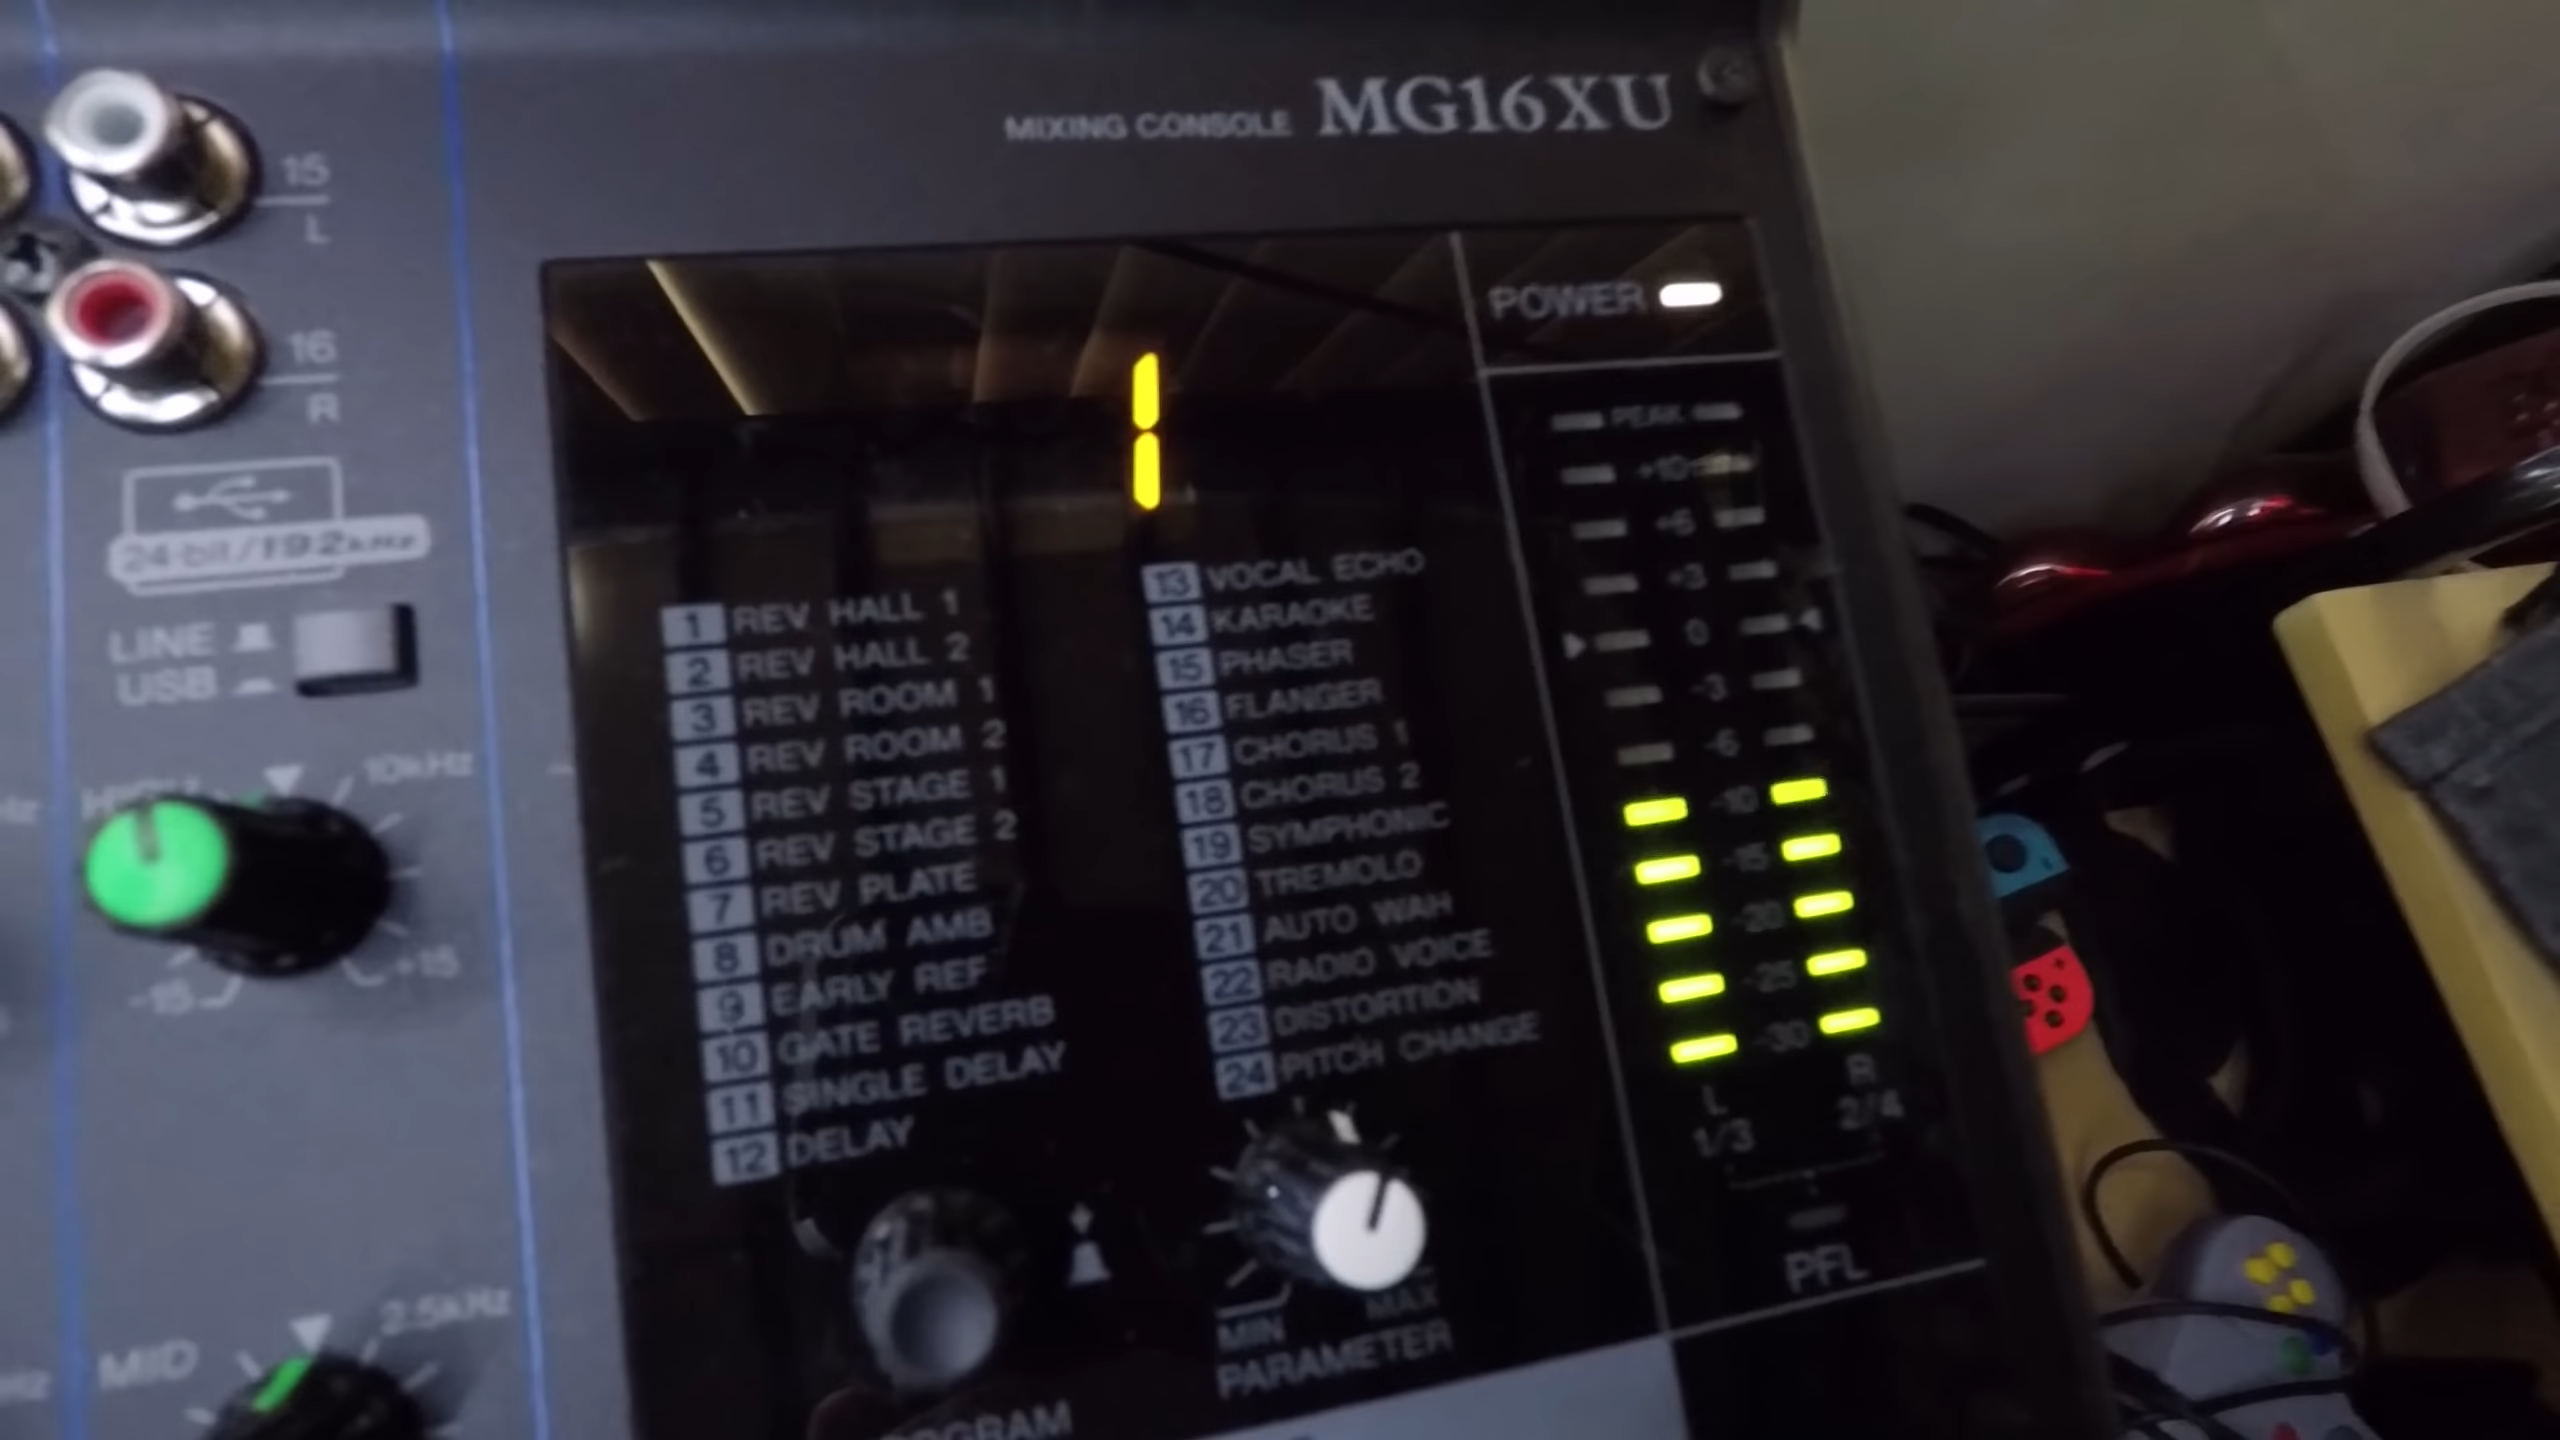 MIXING CONSOLE MG16XU
15
L
16
R
24-bit/192kHz
LINE
USB
HIGH
10kHz
-15
+15
MID
2.5kHz
1
1 REV HALL 1
2 REV HALL 2
3 REV ROOM 1
4 REV ROOM 2
5 REV STAGE 1
6 REV STAGE 2
7 REV PLATE
8 DRUM AMB
9 EARLY REF
10 GATE REVERB
11 SINGLE DELAY
12 DELAY
13 VOCAL ECHO
14 KARAOKE
15 PHASER
16 FLANGER
17 CHORUS 1
18 CHORUS 2
19 SYMPHONIC
20 TREMOLO
21 AUTO WAH
22 RADIO VOICE
23 DISTORTION
24 PITCH CHANGE
MIN MAX
PARAMETER
POWER
PEAK
+10
+6
+3
0
-3
-6
-10
-15
-20
-25
-30
L R
1/3 2/4
PFL